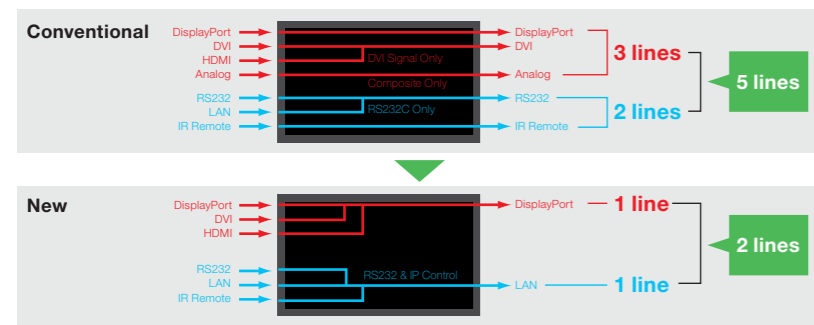 Conventional
DisplayPort
DVI
HDMI
Analog
RS232
LAN
IR Remote
DVI Signal Only
Composite Only
RS232C Only
DisplayPort
DVI
Analog
RS232
IR Remote
3 lines
2 lines
5 lines
New
DisplayPort
DVI
HDMI
RS232
LAN
IR Remote
RS232 & IP Control
DisplayPort
LAN
1 line
1 line
2 lines